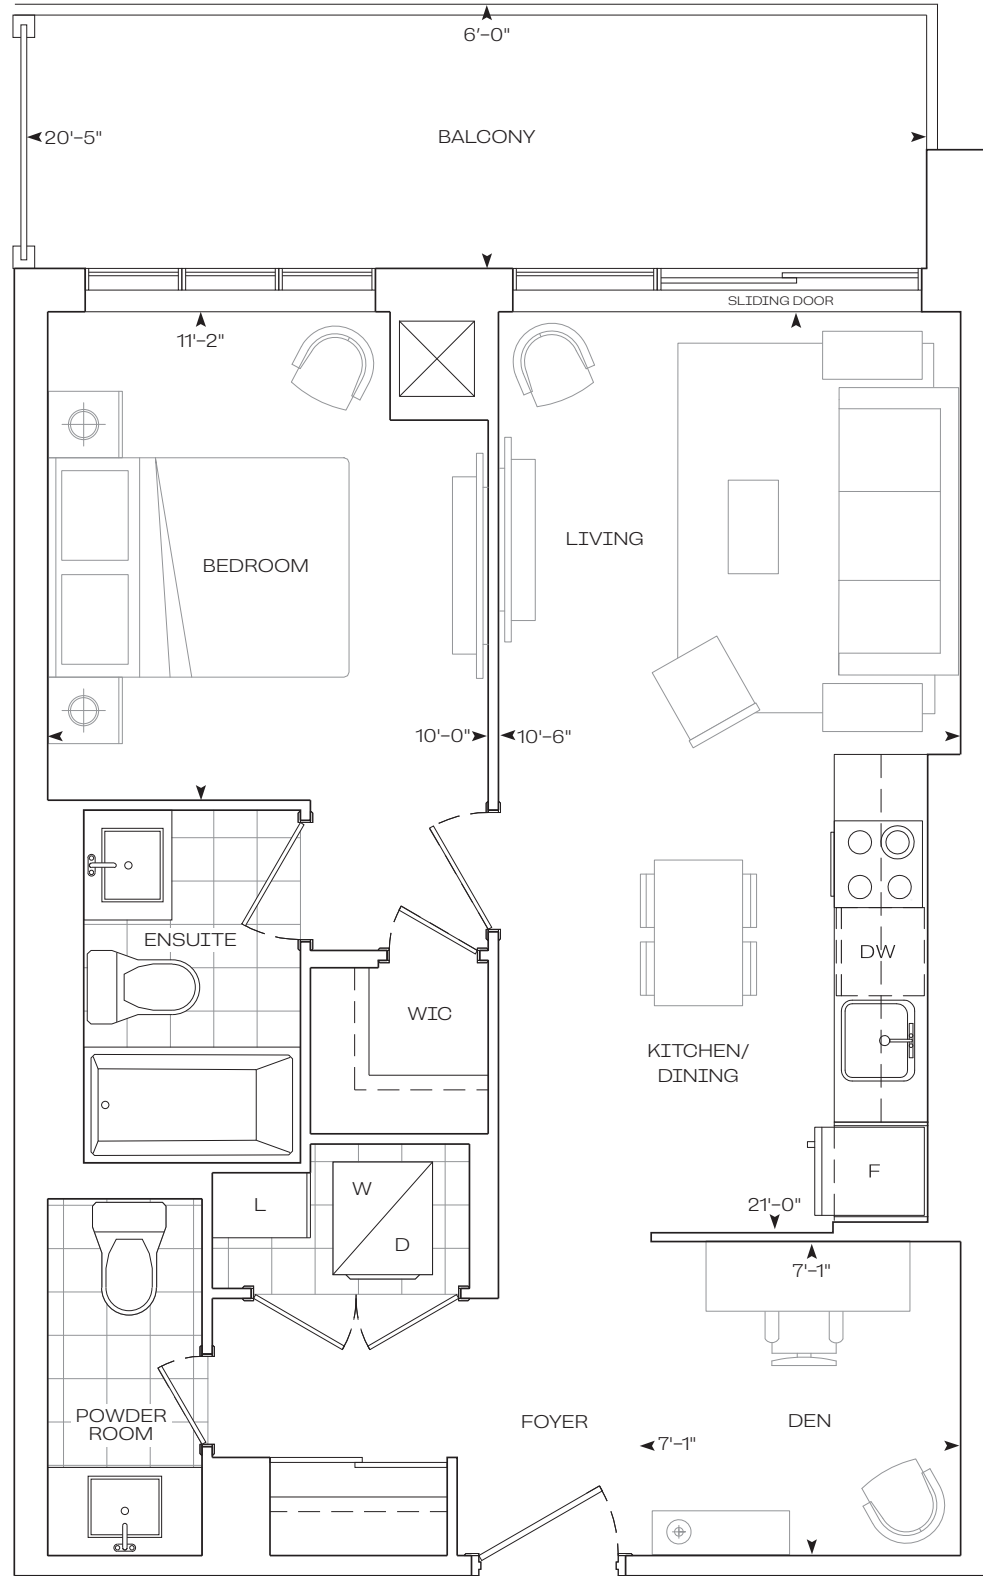 6'-0"
20'-5"
BALCONY
SLIDING DOOR
11'-2"
LIVING
BEDROOM
10'-0"
10'-6"
ENSUITE
DW
WIC
KITCHEN/
DINING
F
W
L
21'-0"
D
7'-1"
POWDER
ROOM
FOYER
DEN
7'-1"